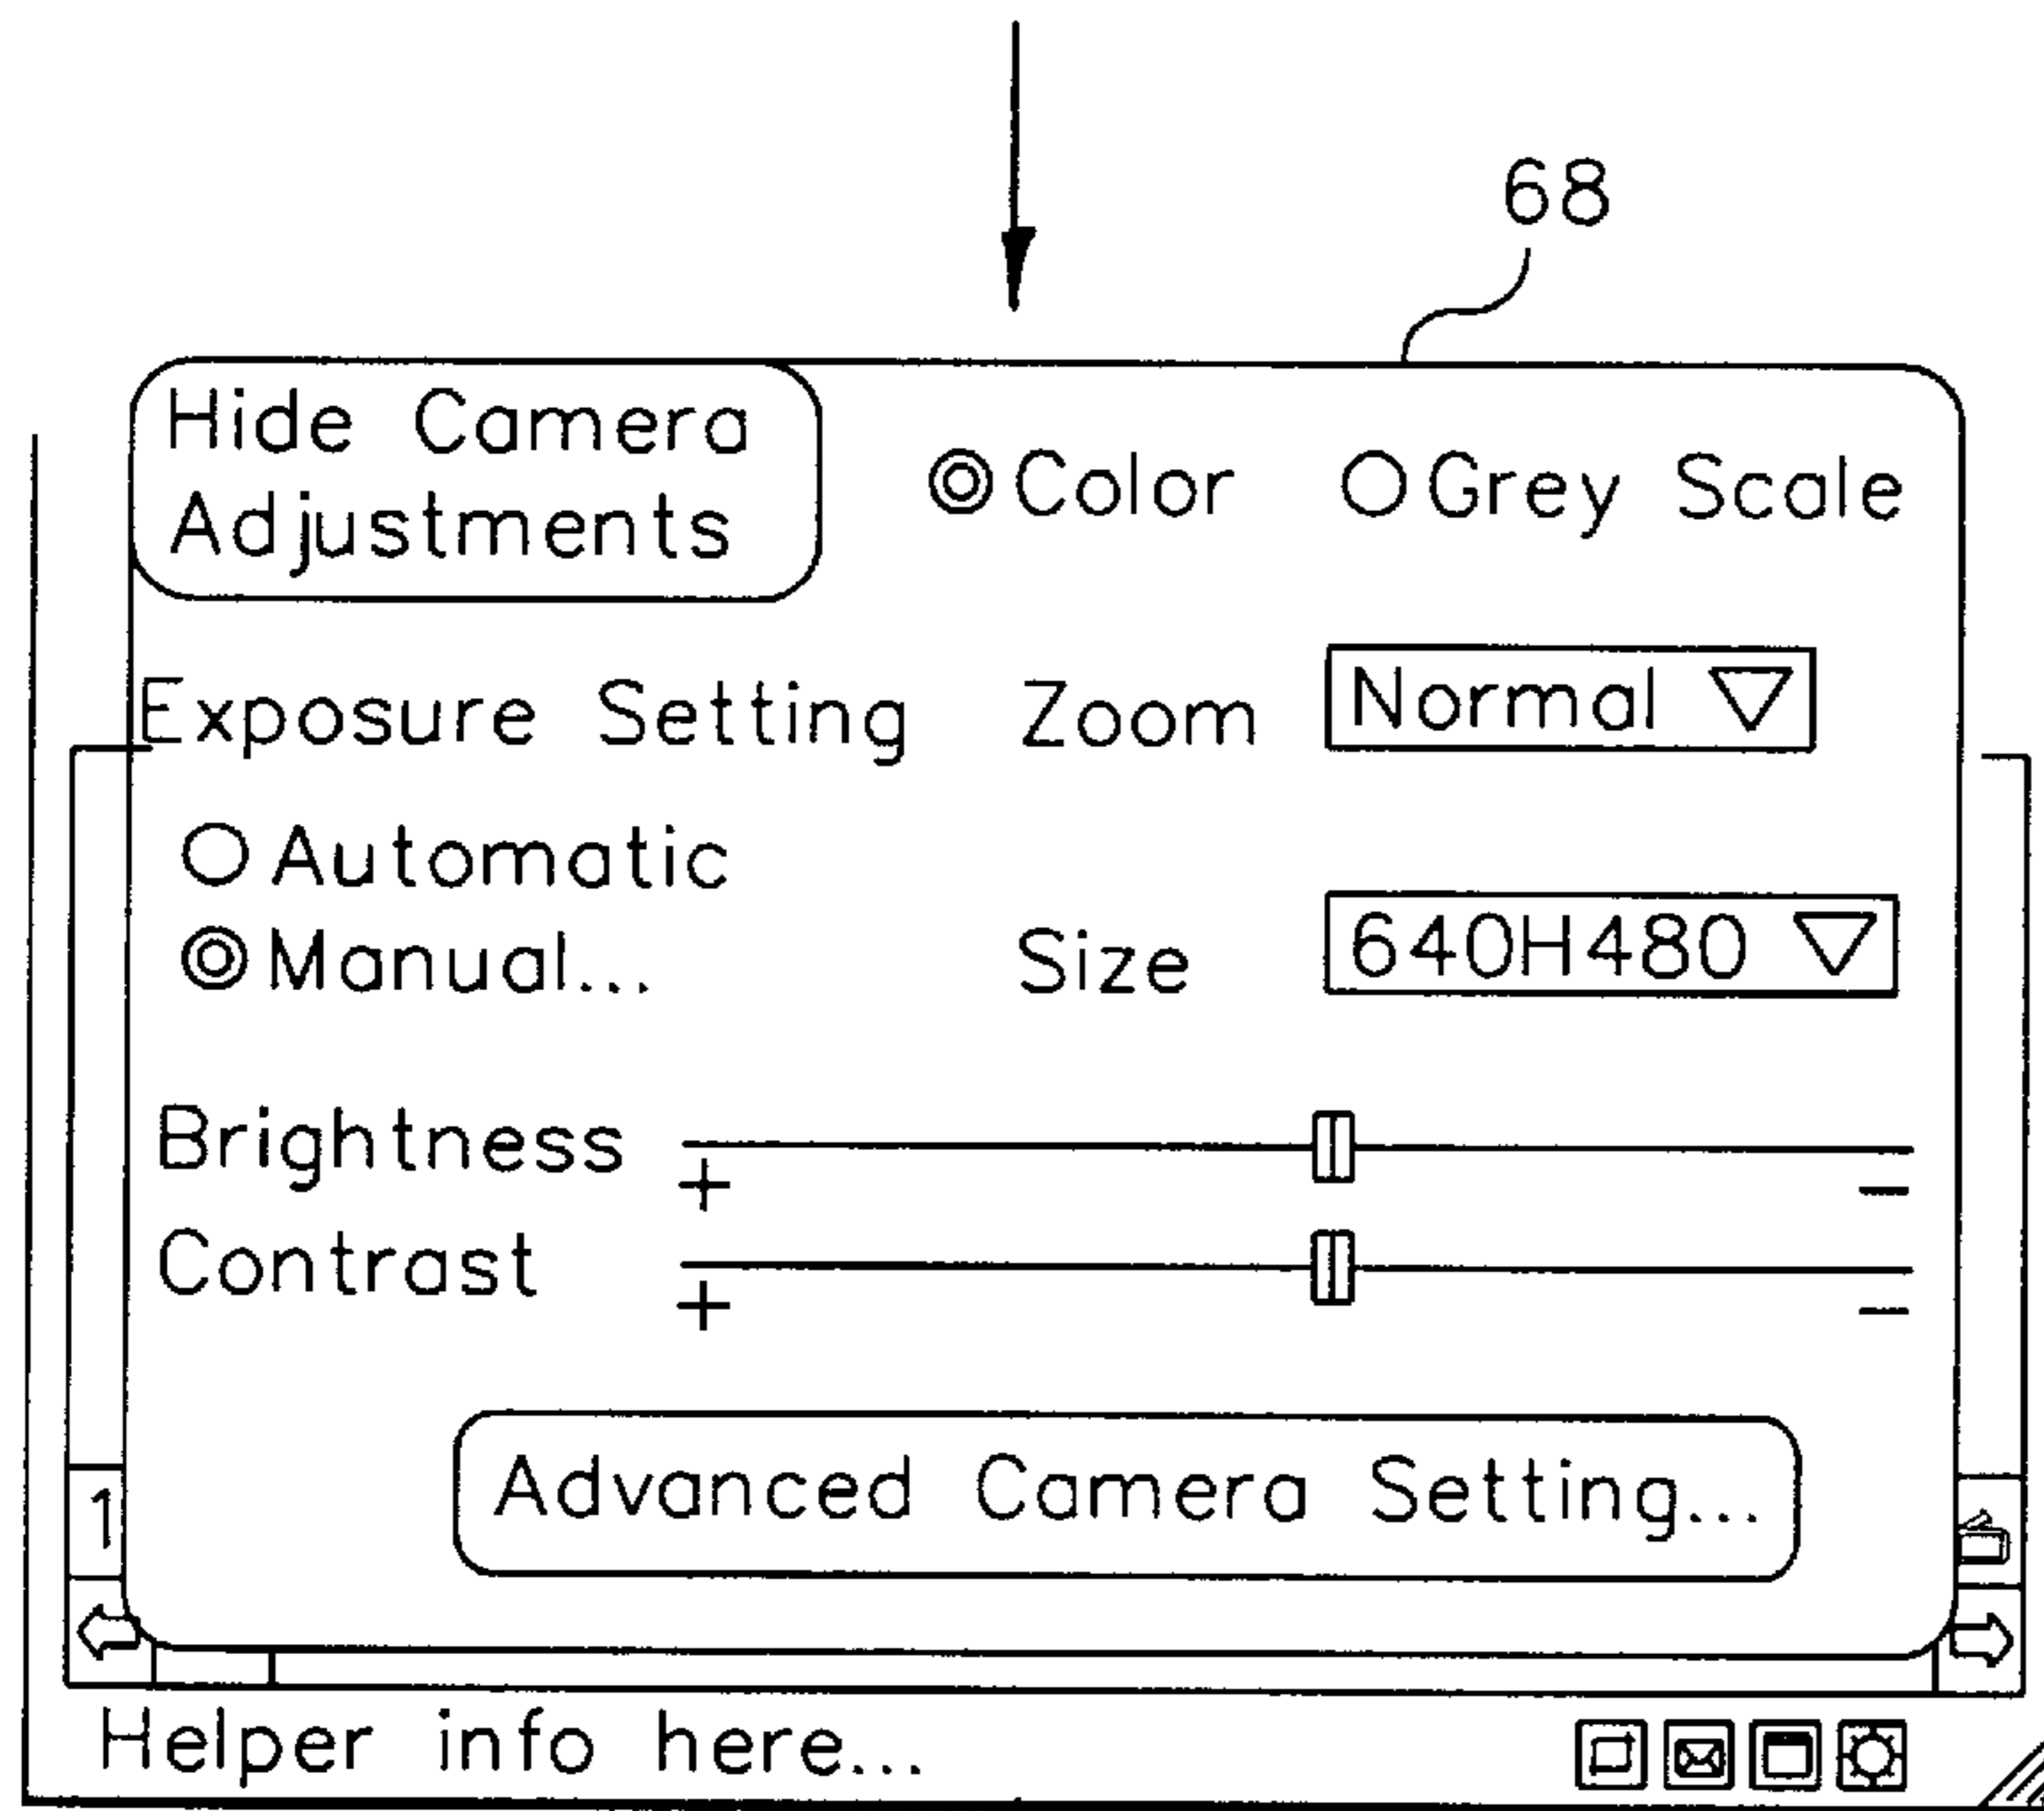 68
Hide Camera
Adjustments
Color Grey Scale
Exposure Setting
Zoom Normal
Automatic
Manual...
Size 640H480
Brightness
+ −
Contrast
+ −
Advanced Camera Setting...
1
Helper info here...